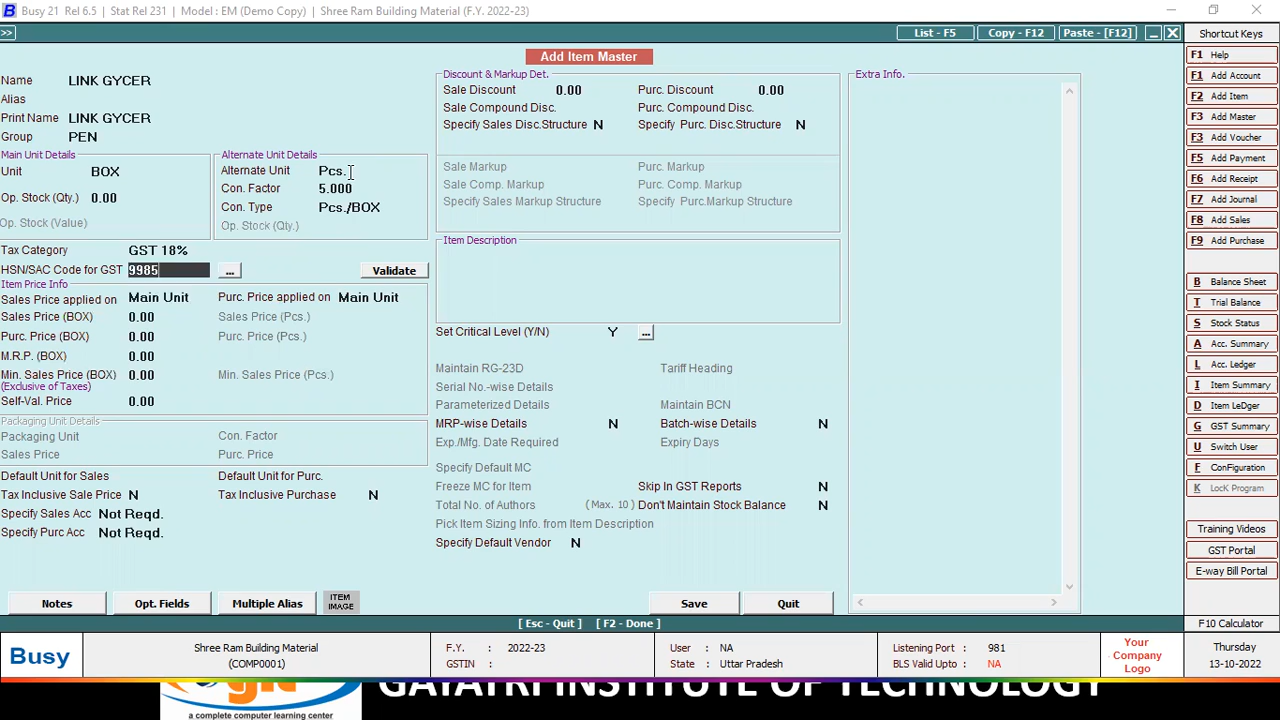 Busy 21 Rel 6.5 | Stat Rel 231 | Model : EM (Demo Copy) | Shree Ram Building Material (F.Y. 2022-23)
>> List - F5 Copy - F12 Paste - [F12]
Add Item Master
Name LINK GYCER
Alias
Print Name LINK GYCER
Group PEN
Main Unit Details
Unit BOX
Op. Stock (Qty.) 0.00
Op. Stock (Value)
Alternate Unit Details
Alternate Unit Pcs.
Con. Factor 5.000
Con. Type Pcs./BOX
Op. Stock (Qty.)
Tax Category GST 18%
HSN/SAC Code for GST 9985 ... Validate
Item Price Info
Sales Price applied on Main Unit Purc. Price applied on Main Unit
Sales Price (BOX) 0.00 Sales Price (Pcs.)
Purc. Price (BOX) 0.00 Purc. Price (Pcs.)
M.R.P. (BOX) 0.00
Min. Sales Price (BOX) 0.00 Min. Sales Price (Pcs.)
(Exclusive of Taxes)
Self-Val. Price 0.00
Packaging Unit Details
Packaging Unit Con. Factor
Sales Price Purc. Price
Default Unit for Sales Default Unit for Purc.
Tax Inclusive Sale Price N Tax Inclusive Purchase N
Specify Sales Acc Not Reqd.
Specify Purc Acc Not Reqd.
Discount & Markup Det.
Sale Discount 0.00 Purc. Discount 0.00
Sale Compound Disc. Purc. Compound Disc.
Specify Sales Disc.Structure N Specify Purc. Disc.Structure N
Sale Markup Purc. Markup
Sale Comp. Markup Purc. Comp. Markup
Specify Sales Markup Structure Specify Purc.Markup Structure
Item Description
Set Critical Level (Y/N) Y ...
Maintain RG-23D Tariff Heading
Serial No.-wise Details
Parameterized Details Maintain BCN
MRP-wise Details N Batch-wise Details N
Exp./Mfg. Date Required Expiry Days
Specify Default MC
Freeze MC for Item Skip In GST Reports N
Total No. of Authors ( Max. 10 ) Don't Maintain Stock Balance N
Pick Item Sizing Info. from Item Description
Specify Default Vendor N
Extra Info.
Notes Opt. Fields Multiple Alias ITEM IMAGE Save Quit
[ Esc - Quit ] [ F2 - Done ]
Shortcut Keys
F1 Help
F1 Add Account
F2 Add Item
F3 Add Master
F3 Add Voucher
F5 Add Payment
F6 Add Receipt
F7 Add Journal
F8 Add Sales
F9 Add Purchase
B Balance Sheet
T Trial Balance
S Stock Status
A Acc. Summary
L Acc. Ledger
I Item Summary
D Item LeDger
G GST Summary
U Switch User
F Configuration
K LocK Program
Training Videos
GST Portal
E-way Bill Portal
F10 Calculator
Thursday
13-10-2022
Busy
Shree Ram Building Material
(COMP0001)
F.Y. 2022-23
GSTIN :
User : NA
State : Uttar Pradesh
Listening Port : 981
BLS Valid Upto : NA
Your
Company
Logo
GAYATRI INSTITUTE OF TECHNOLOGY
a complete computer learning center